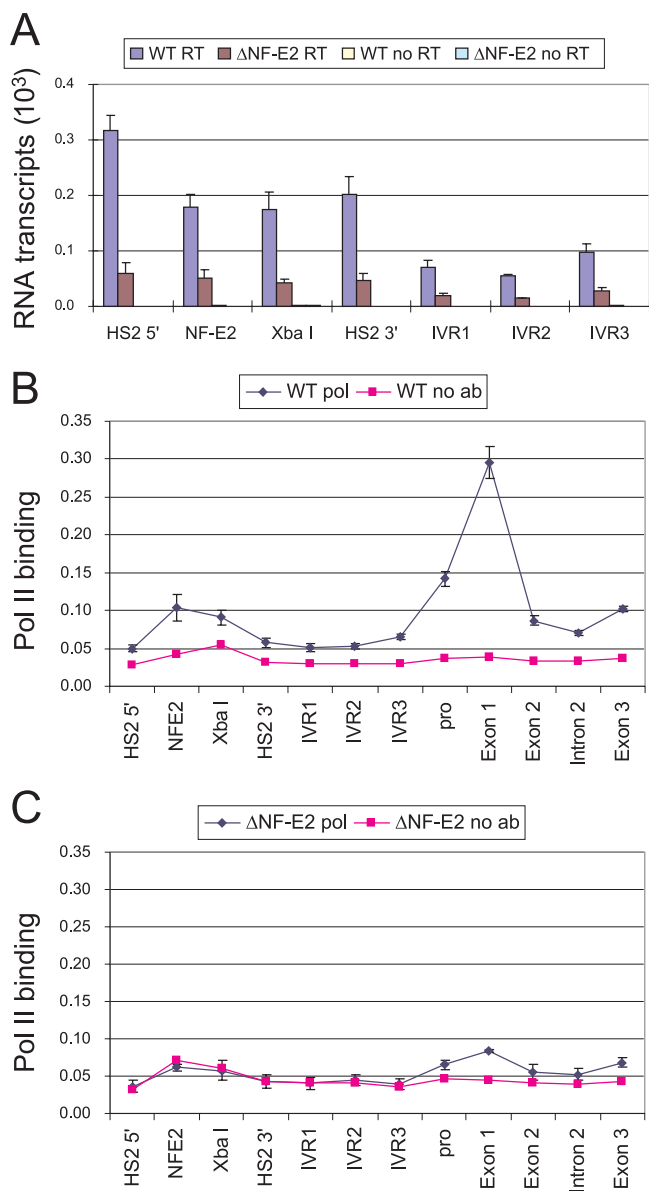 A
WT RT ΔNF-E2 RT WT no RT ΔNF-E2 no RT
RNA transcripts (10³)
0.4
0.3
0.2
0.1
0.0
HS2 5' NF-E2 Xba I HS2 3' IVR1 IVR2 IVR3
B
WT pol WT no ab
Pol II binding
0.35
0.30
0.25
0.20
0.15
0.10
0.05
0.00
HS2 5' NFE2 Xba I HS2 3' IVR1 IVR2 IVR3 pro Exon 1 Exon 2 Intron 2 Exon 3
C
ΔNF-E2 pol ΔNF-E2 no ab
Pol II binding
0.35
0.30
0.25
0.20
0.15
0.10
0.05
0.00
HS2 5' NFE2 Xba I HS2 3' IVR1 IVR2 IVR3 pro Exon 1 Exon 2 Intron 2 Exon 3